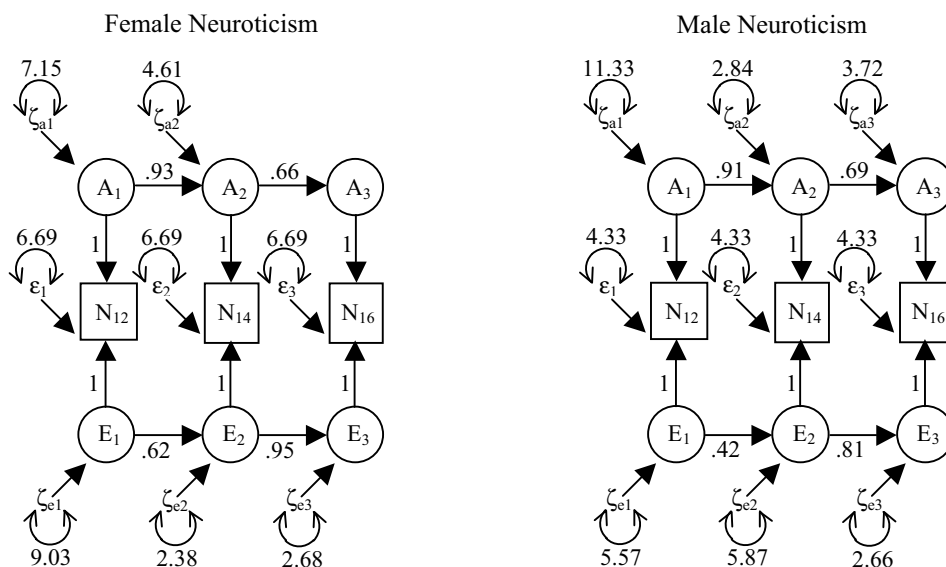 Female Neuroticism Male Neuroticism
7.15 4.61 11.33 2.84 3.72
ζa1 ζa2 ζa1 ζa2 ζa3
A1 .93 A2 .66 A3 A1 .91 A2 .69 A3
1 1 1 1 1 1
6.69 6.69 6.69 4.33 4.33 4.33
ε1 ε2 ε3 ε1 ε2 ε3
N12 N14 N16 N12 N14 N16
1 1 1 1 1 1
E1 .62 E2 .95 E3 E1 .42 E2 .81 E3
ζe1 ζe2 ζe3 ζe1 ζe2 ζe3
9.03 2.38 2.68 5.57 5.87 2.66